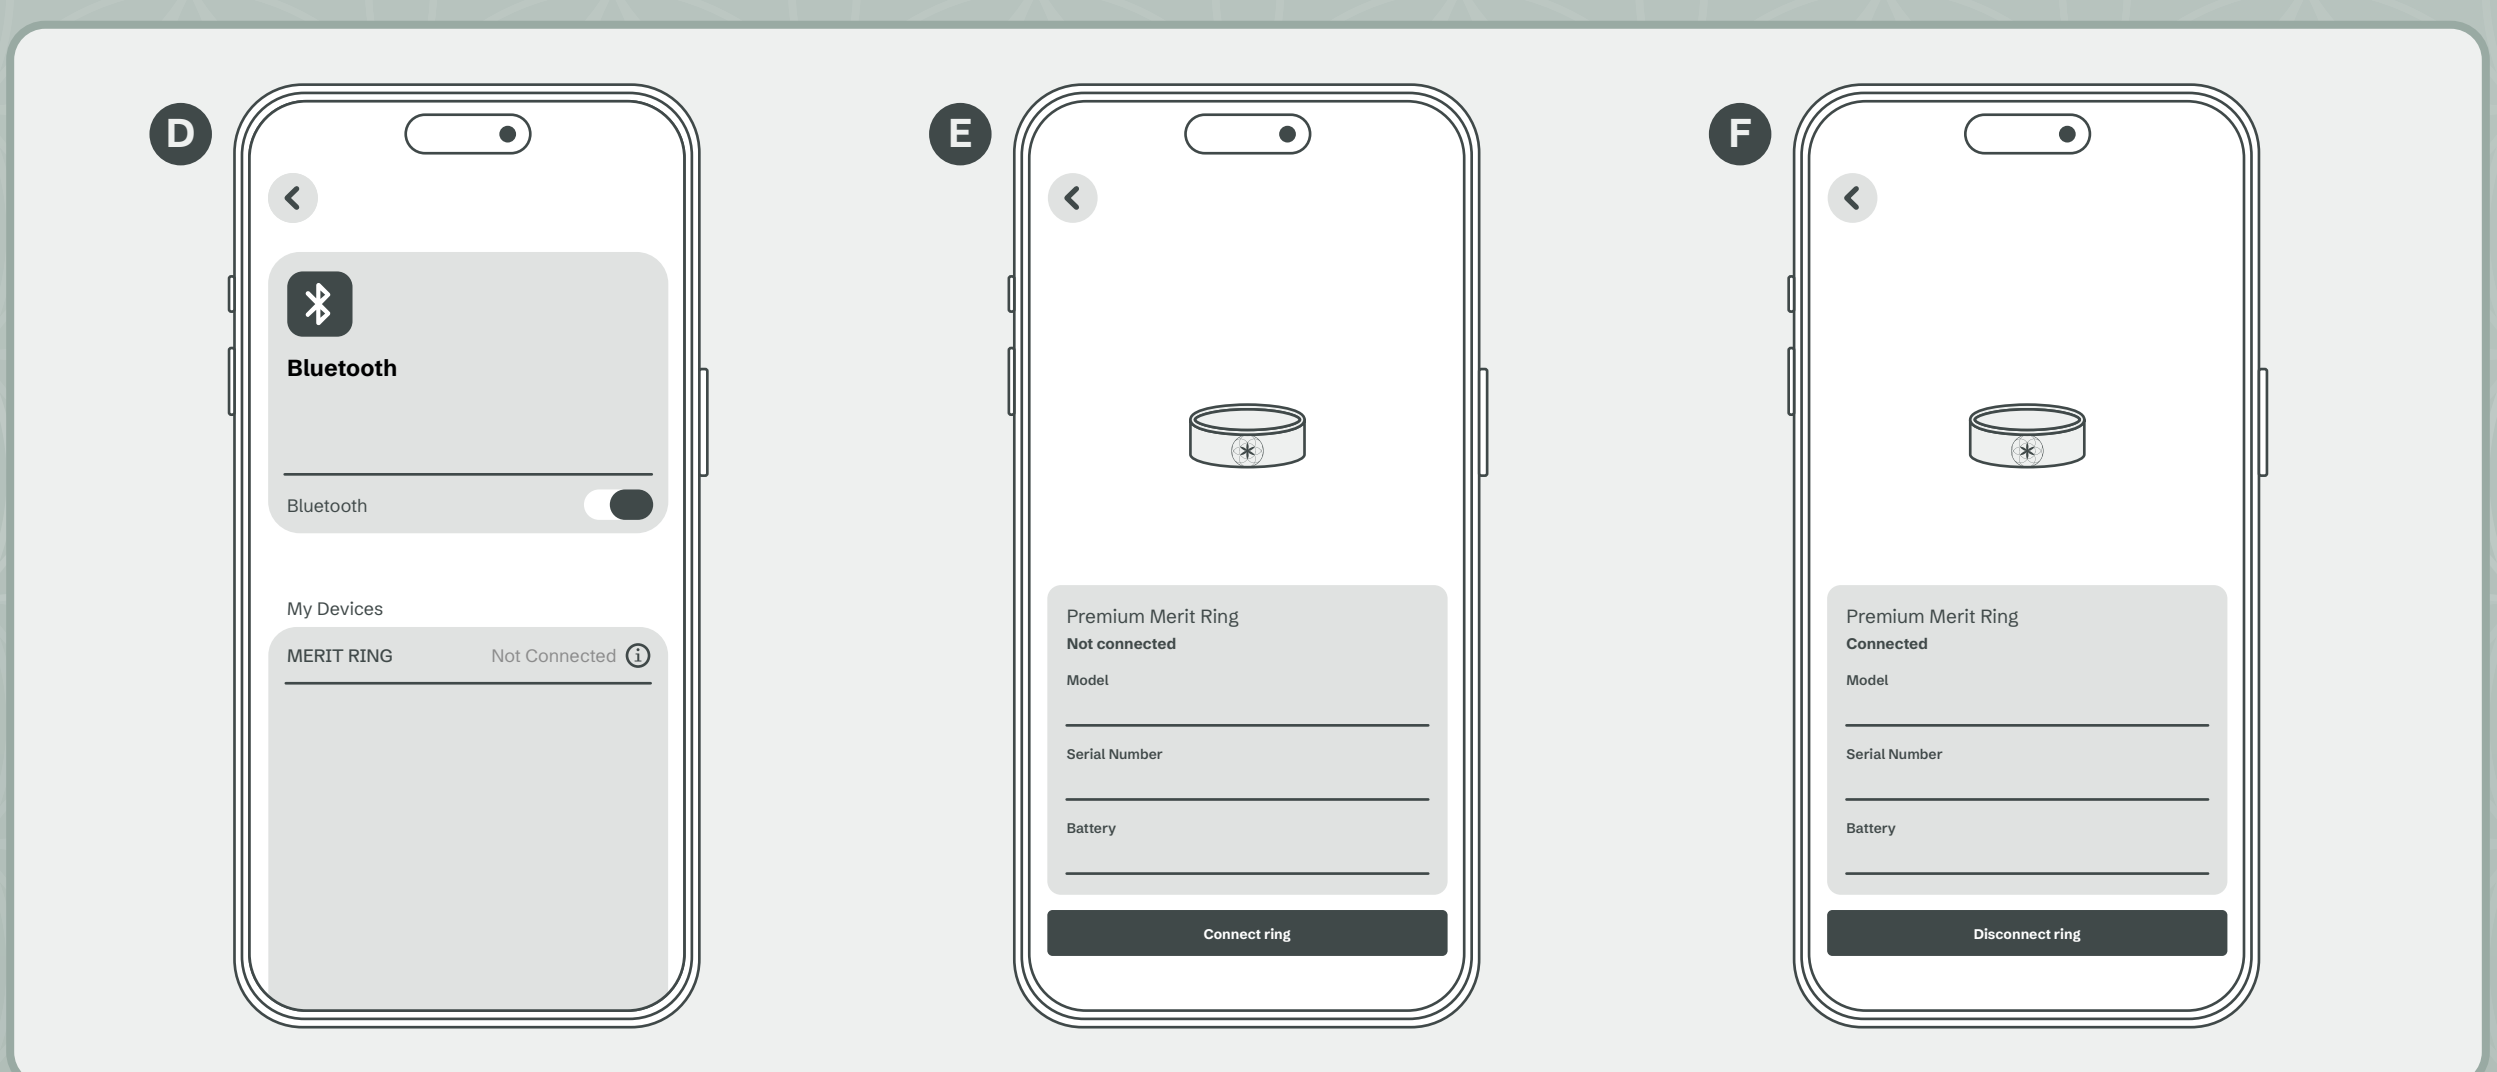 D
Bluetooth
Bluetooth
My Devices
MERIT RING Not Connected
E
Premium Merit Ring
Not connected
Model
Serial Number
Battery
Connect ring
F
Premium Merit Ring
Connected
Model
Serial Number
Battery
Disconnect ring